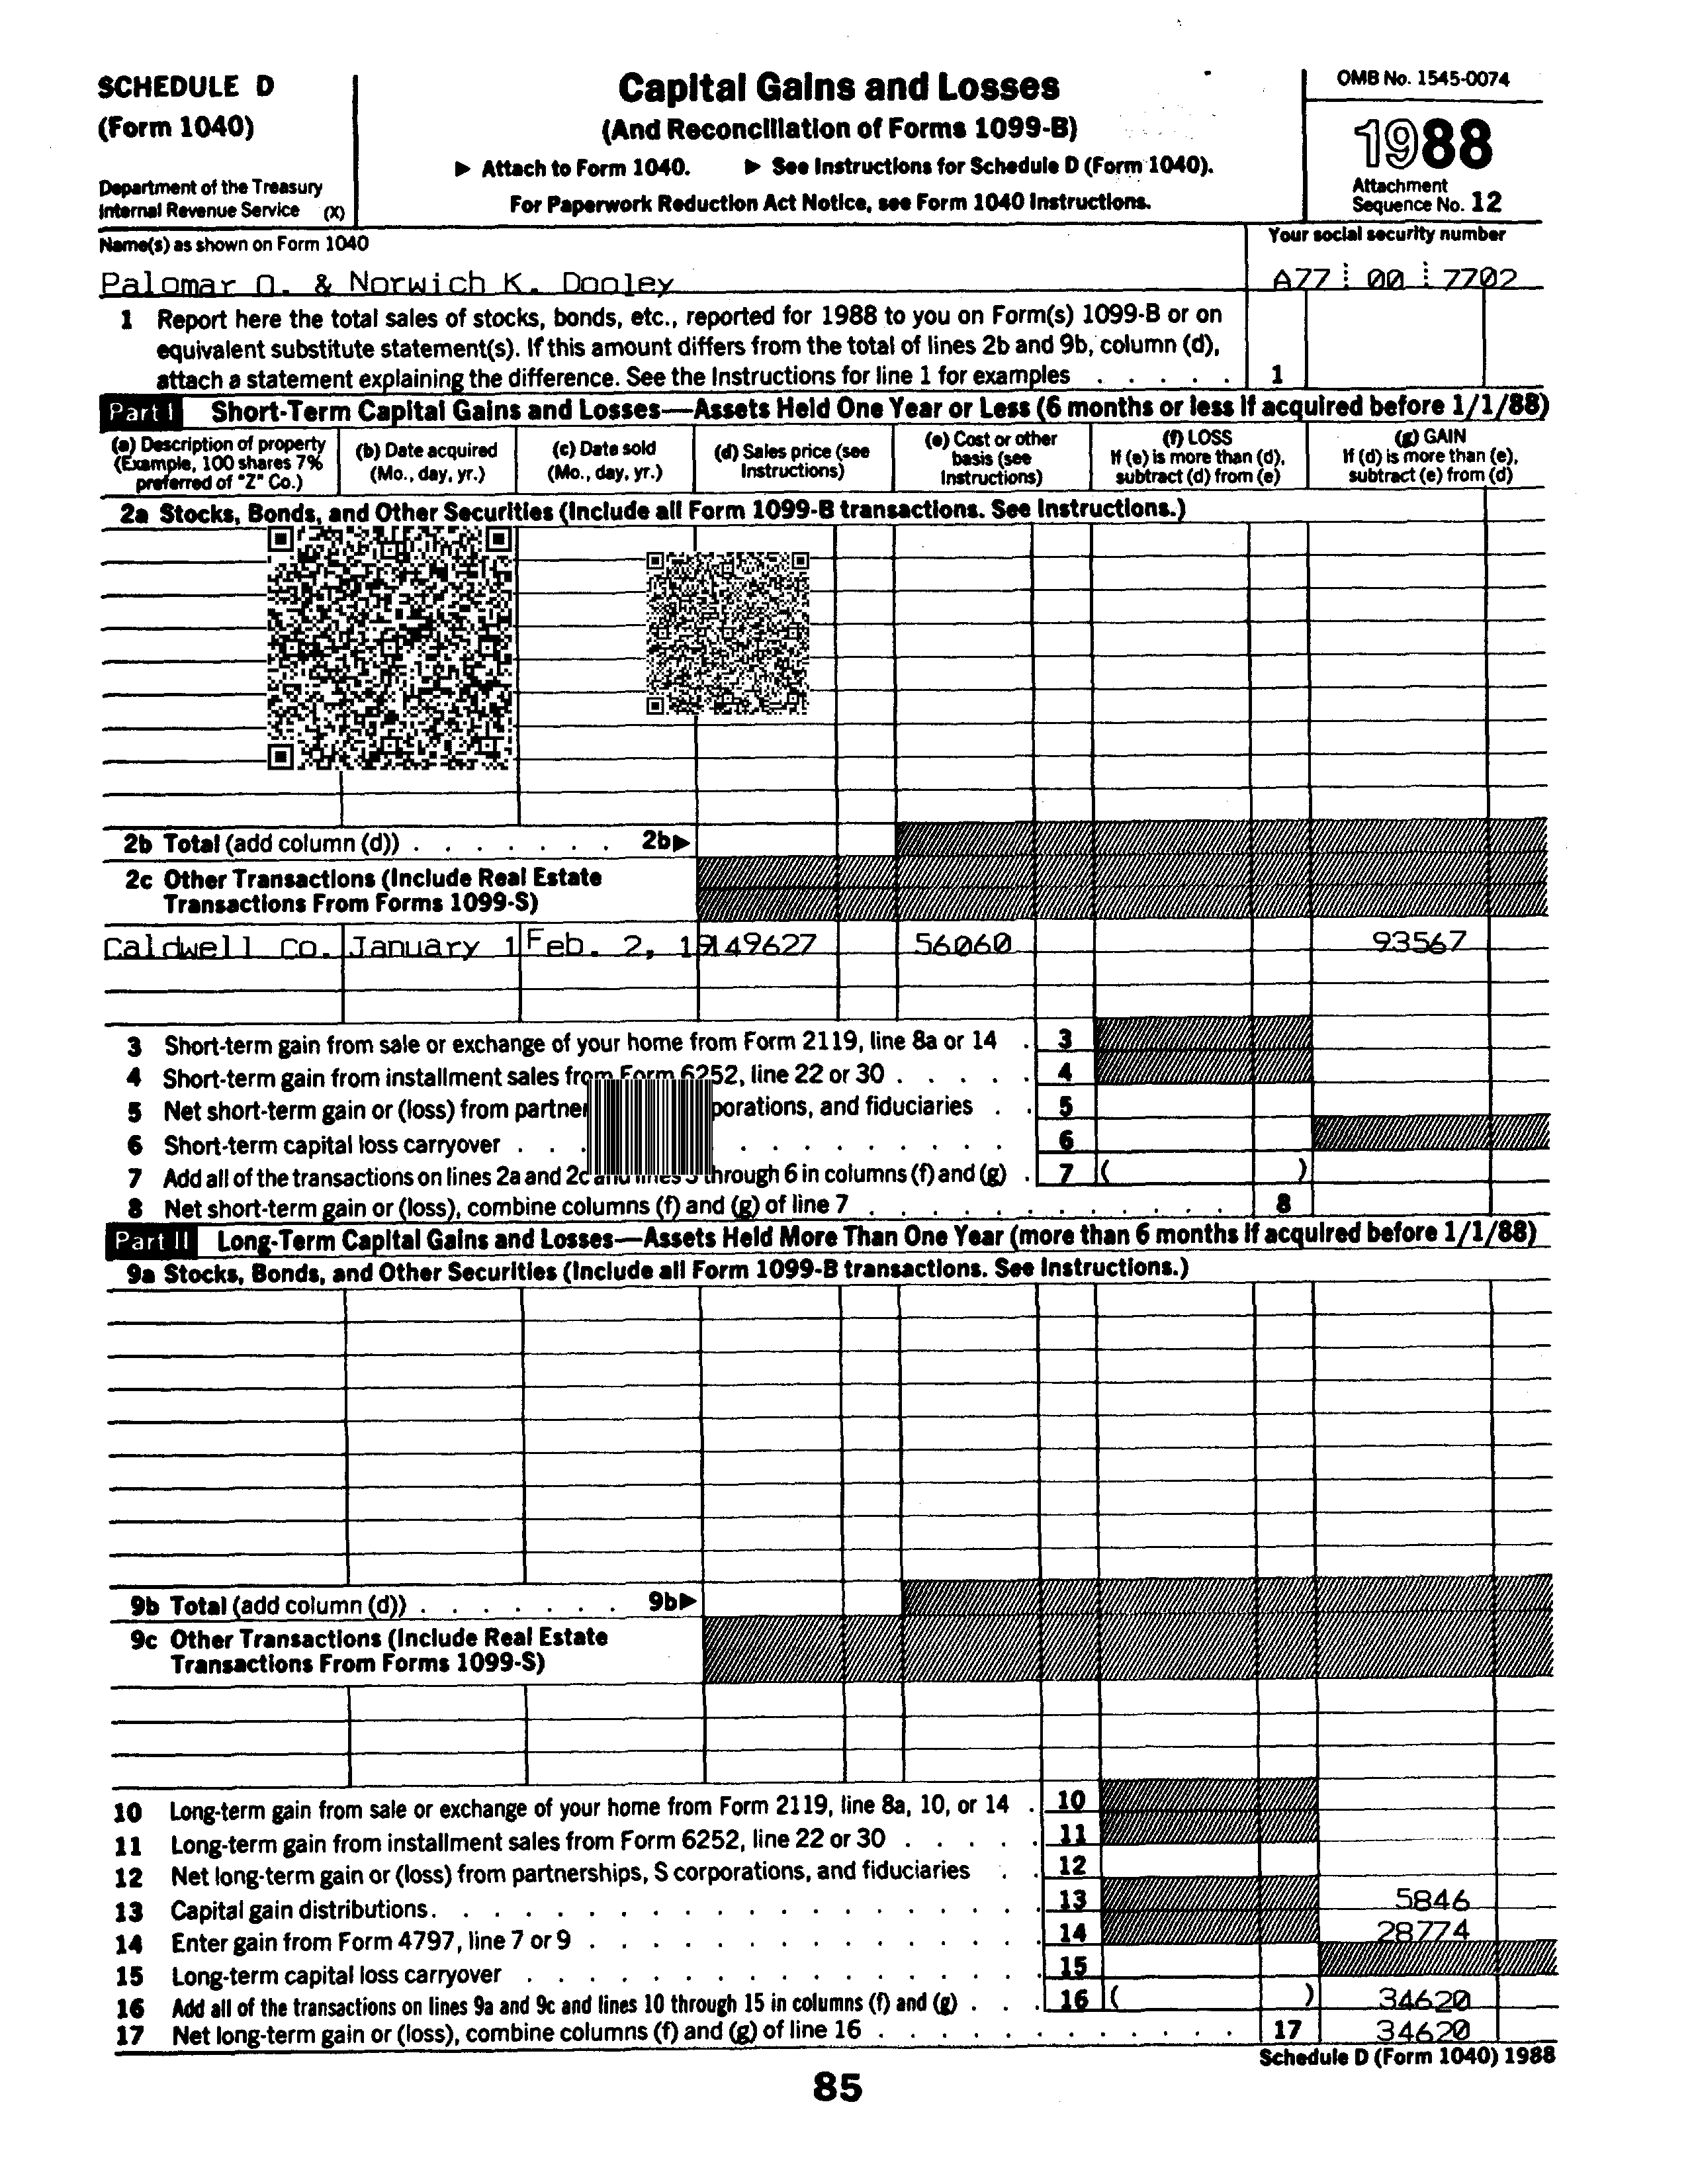 SCHEDULE D
(Form 1040)
Department of the Treasury
Internal Revenue Service (X)
Capital Gains and Losses
(And Reconciliation of Forms 1099-B)
▶ Attach to Form 1040. ▶ See Instructions for Schedule D (Form 1040).
For Paperwork Reduction Act Notice, see Form 1040 Instructions.
OMB No. 1545-0074
1988
Attachment
Sequence No. 12
Name(s) as shown on Form 1040
Your social security number
Palomar O. & Norwich K. Dooley
A77 00 7702
1 Report here the total sales of stocks, bonds, etc., reported for 1988 to you on Form(s) 1099-B or on
equivalent substitute statement(s). If this amount differs from the total of lines 2b and 9b, column (d),
attach a statement explaining the difference. See the Instructions for line 1 for examples . . . . . 1
Part I Short-Term Capital Gains and Losses—Assets Held One Year or Less (6 months or less if acquired before 1/1/88)
(a) Description of property
(Example, 100 shares 7%
preferred of "Z" Co.)
(b) Date acquired
(Mo., day, yr.)
(c) Date sold
(Mo., day, yr.)
(d) Sales price (see
Instructions)
(e) Cost or other
basis (see
Instructions)
(f) LOSS
If (e) is more than (d),
subtract (d) from (e)
(g) GAIN
If (d) is more than (e),
subtract (e) from (d)
2a Stocks, Bonds, and Other Securities (Include all Form 1099-B transactions. See Instructions.)
2b Total (add column (d)) . . . . . . . 2b▶
2c Other Transactions (Include Real Estate
Transactions From Forms 1099-S)
Caldwell Co. January 1 Feb. 2, 19 149627 56060 93567
3 Short-term gain from sale or exchange of your home from Form 2119, line 8a or 14 . 3
4 Short-term gain from installment sales from Form 6252, line 22 or 30 . . . . . 4
5 Net short-term gain or (loss) from partner porations, and fiduciaries . . 5
6 Short-term capital loss carryover . . . . . . . . . . . 6
7 Add all of the transactions on lines 2a and 2c and lines 3 through 6 in columns (f) and (g) . 7 ( )
8 Net short-term gain or (loss), combine columns (f) and (g) of line 7 . . . . . . . . . . . . 8
Part II Long-Term Capital Gains and Losses—Assets Held More Than One Year (more than 6 months if acquired before 1/1/88)
9a Stocks, Bonds, and Other Securities (Include all Form 1099-B transactions. See Instructions.)
9b Total (add column (d)) . . . . . . . 9b▶
9c Other Transactions (Include Real Estate
Transactions From Forms 1099-S)
10 Long-term gain from sale or exchange of your home from Form 2119, line 8a, 10, or 14 . 10
11 Long-term gain from installment sales from Form 6252, line 22 or 30 . . . . . 11
12 Net long-term gain or (loss) from partnerships, S corporations, and fiduciaries . . 12
13 Capital gain distributions . . . . . . . . . . . . . . . 13 5846
14 Enter gain from Form 4797, line 7 or 9 . . . . . . . . . . . 14 28774
15 Long-term capital loss carryover . . . . . . . . . . . . . 15
16 Add all of the transactions on lines 9a and 9c and lines 10 through 15 in columns (f) and (g) . . . 16 ( ) 34620
17 Net long-term gain or (loss), combine columns (f) and (g) of line 16 . . . . . . . . . . . . 17 34620
Schedule D (Form 1040) 1988
85